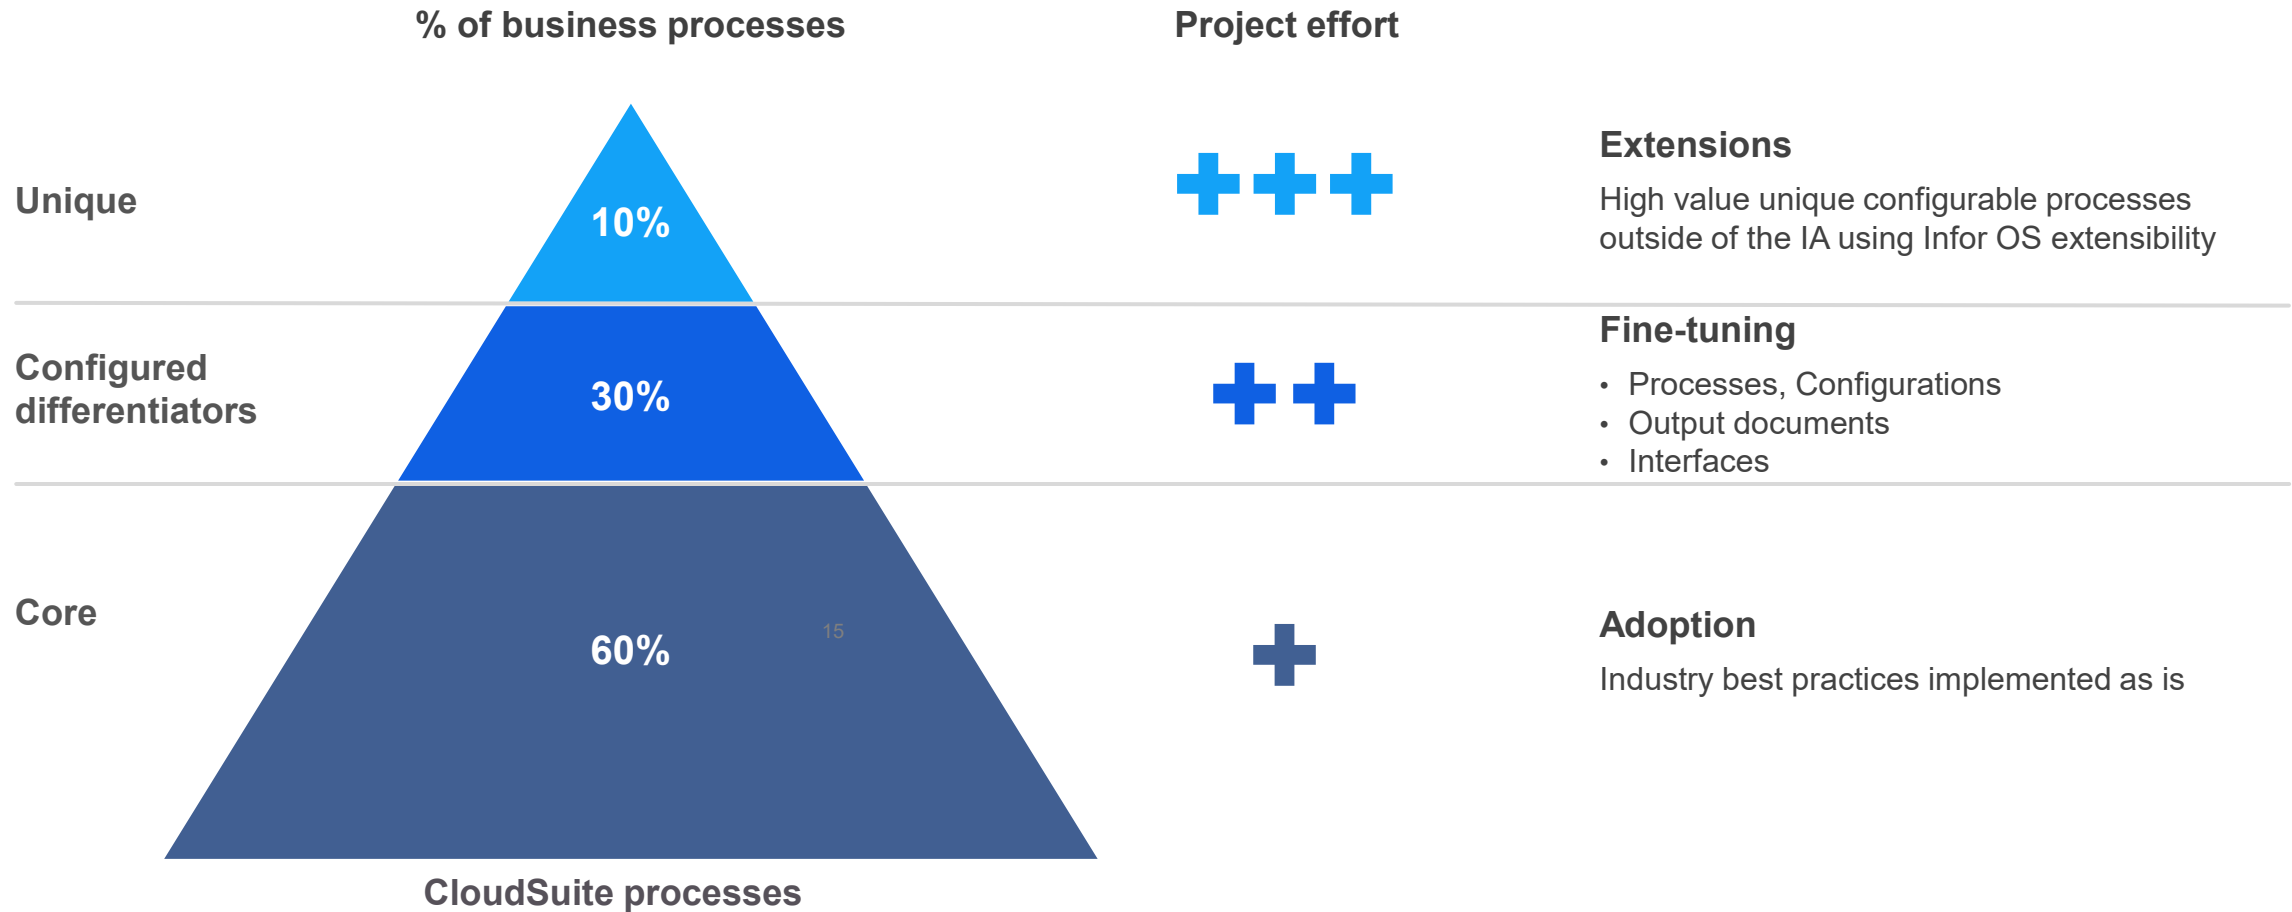 % of business processes
Project effort
Unique
10%
Extensions
High value unique configurable processes
outside of the IA using Infor OS extensibility
Configured
differentiators
30%
Fine-tuning
• Processes, Configurations
• Output documents
• Interfaces
Core
60%
15
Adoption
Industry best practices implemented as is
CloudSuite processes